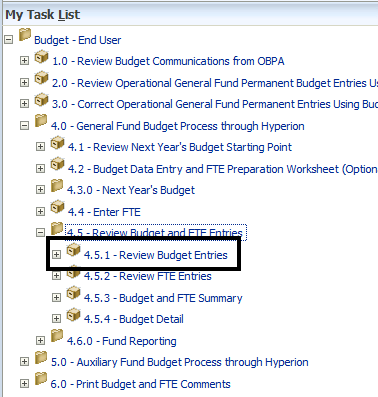 My Task List
Budget - End User
1.0 - Review Budget Communications from OBPA
2.0 - Review Operational General Fund Permanent Budget Entries Us
3.0 - Correct Operational General Fund Permanent Entries Using Bud
4.0 - General Fund Budget Process through Hyperion
4.1 - Review Next Year's Budget Starting Point
4.2 - Budget Data Entry and FTE Preparation Worksheet (Option
4.3.0 - Next Year's Budget
4.4 - Enter FTE
4.5 - Review Budget and FTE Entries
4.5.1 - Review Budget Entries
4.5.2 - Review FTE Entries
4.5.3 - Budget and FTE Summary
4.5.4 - Budget Detail
4.6.0 - Fund Reporting
5.0 - Auxiliary Fund Budget Process through Hyperion
6.0 - Print Budget and FTE Comments